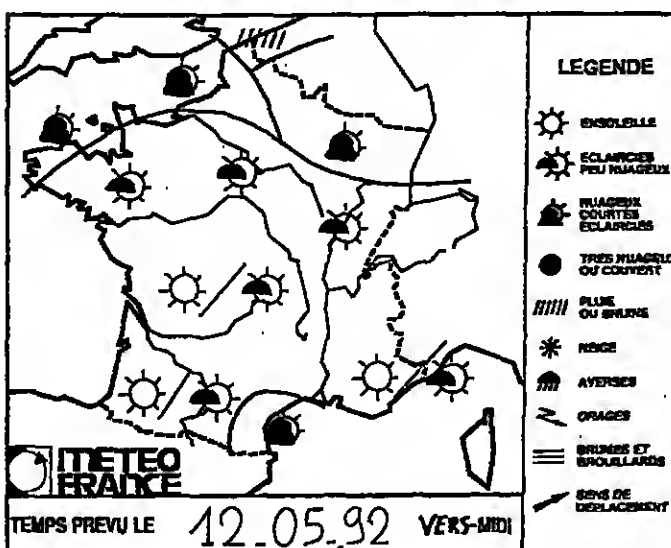 LEGENDE
ENSOLEILLE
ECLAIRCIES
PEU NUAGEUX
NUAGEUX
COURTES
ECLAIRCIES
TRES NUAGEUX
OU COUVERT
PLUIE
OU BRUINE
NEIGE
AVERSES
ORAGES
BRUMES ET
BROUILLARDS
SENS DE
DEPLACEMENT
METEO
FRANCE
TEMPS PREVU LE 12.05.92 VERS-MIDI